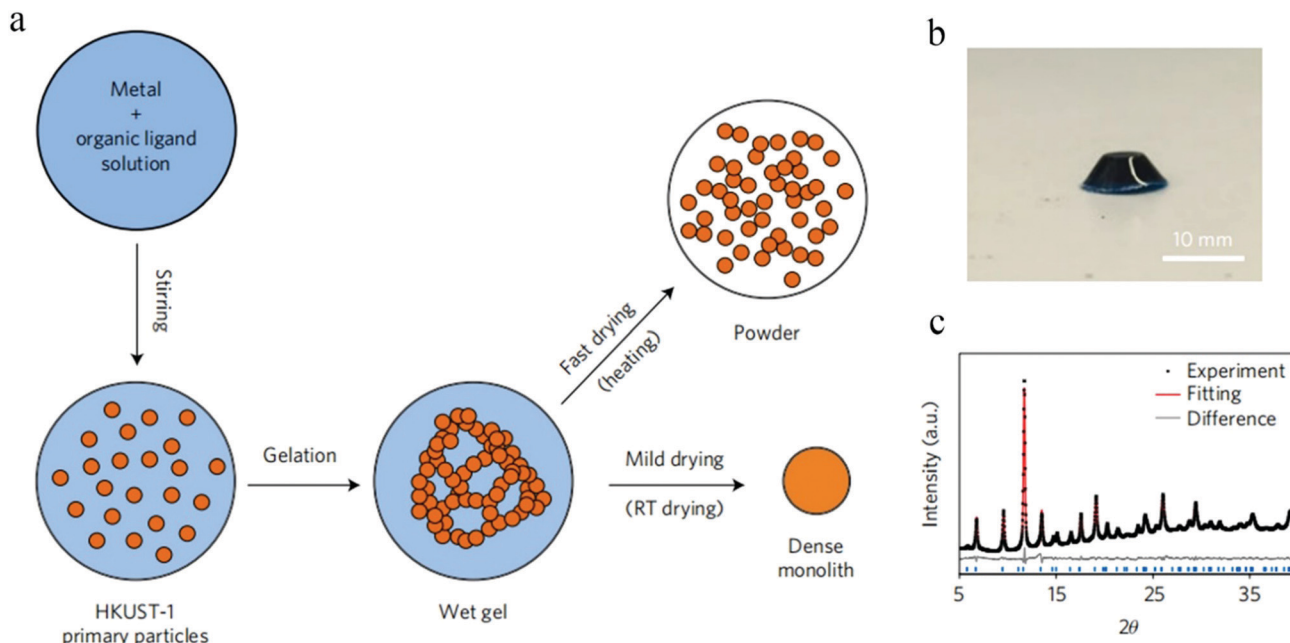 a
Metal
+
organic ligand
solution
Stirring
HKUST-1
primary particles
Gelation
Wet gel
Fast drying
(heating)
Powder
Mild drying
(RT drying)
Dense
monolith
b
10 mm
c
Experiment
Fitting
Difference
Intensity (a.u.)
5
15
25
35
2θ